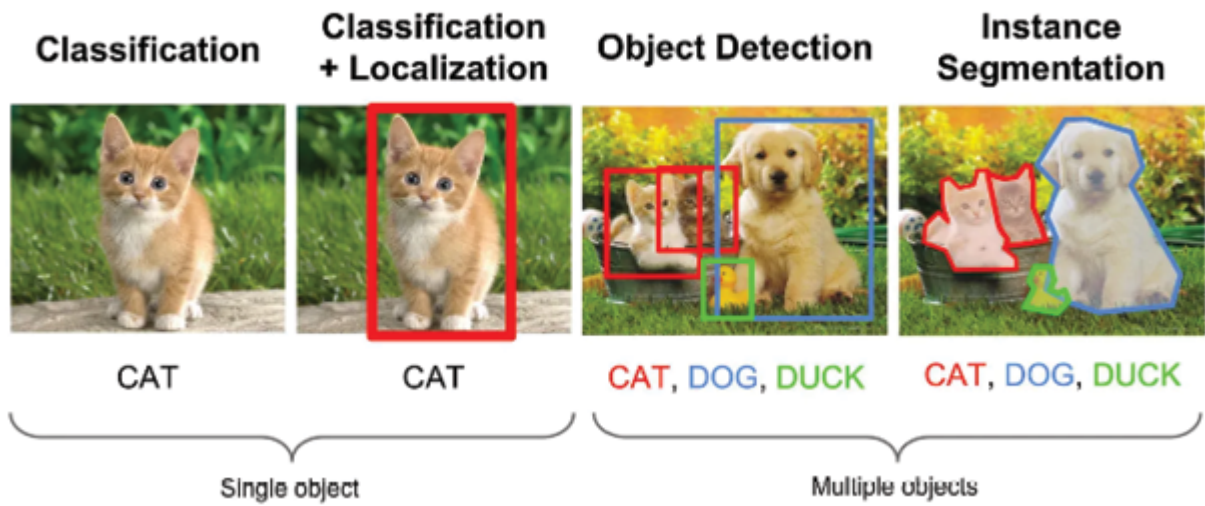 Classification
Classification
+ Localization
Object Detection
Instance
Segmentation
CAT
CAT
CAT, DOG, DUCK
CAT, DOG, DUCK
Single object
Multiple objects